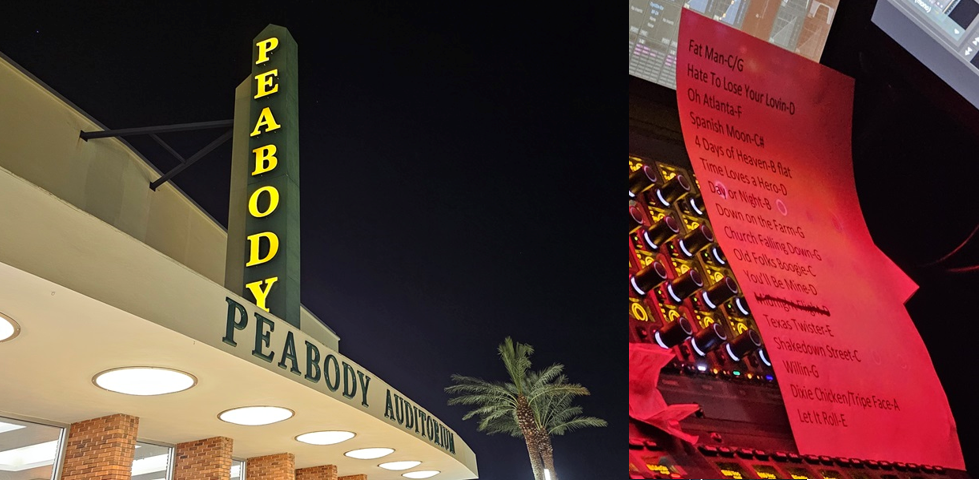 PEABODY
PEABODY AUDITORIUM
Fat Man-C/G
Hate To Lose Your Lovin-D
Oh Atlanta-F
Spanish Moon-C#
4 Days of Heaven-B flat
Time Loves a Hero-D
Day or Night-B
Down on the Farm-G
Church Falling Down-G
Old Folks Boogie-C
You'll Be Mine-D
Texas Twister-E
Shakedown Street-C
Willin-G
Dixie Chicken/Tripe Face-A
Let It Roll-E